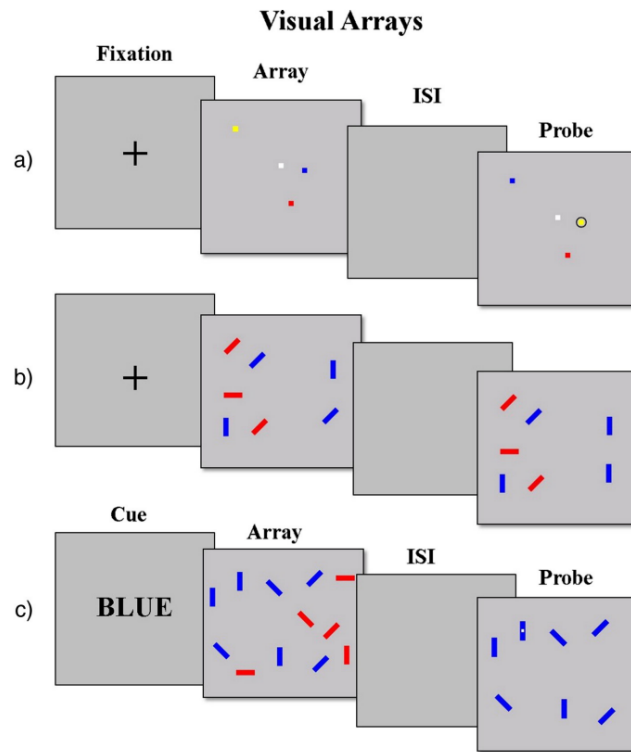 Visual Arrays
Fixation
Array
ISI
Probe
a)
b)
Cue
Array
ISI
Probe
c)
BLUE